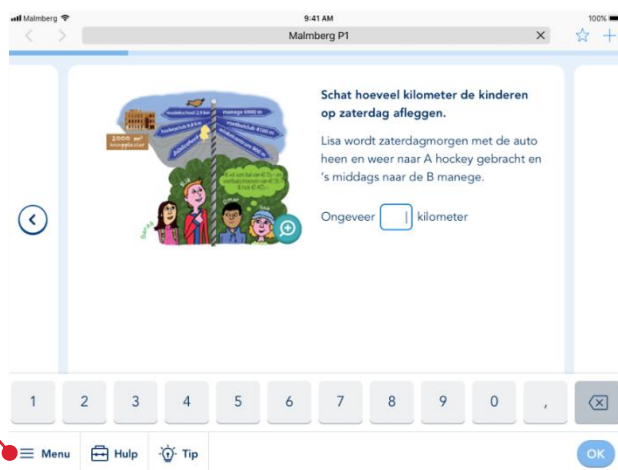 Malmberg
9:41 AM
100%
Malmberg P1
Schat hoeveel kilometer de kinderen
op zaterdag afleggen.
Lisa wordt zaterdagmorgen met de auto
heen en weer naar A hockey gebracht en
's middags naar de B manege.
Ongeveer
kilometer
1 2 3 4 5 6 7 8 9 0 ,
Menu Hulp Tip
OK